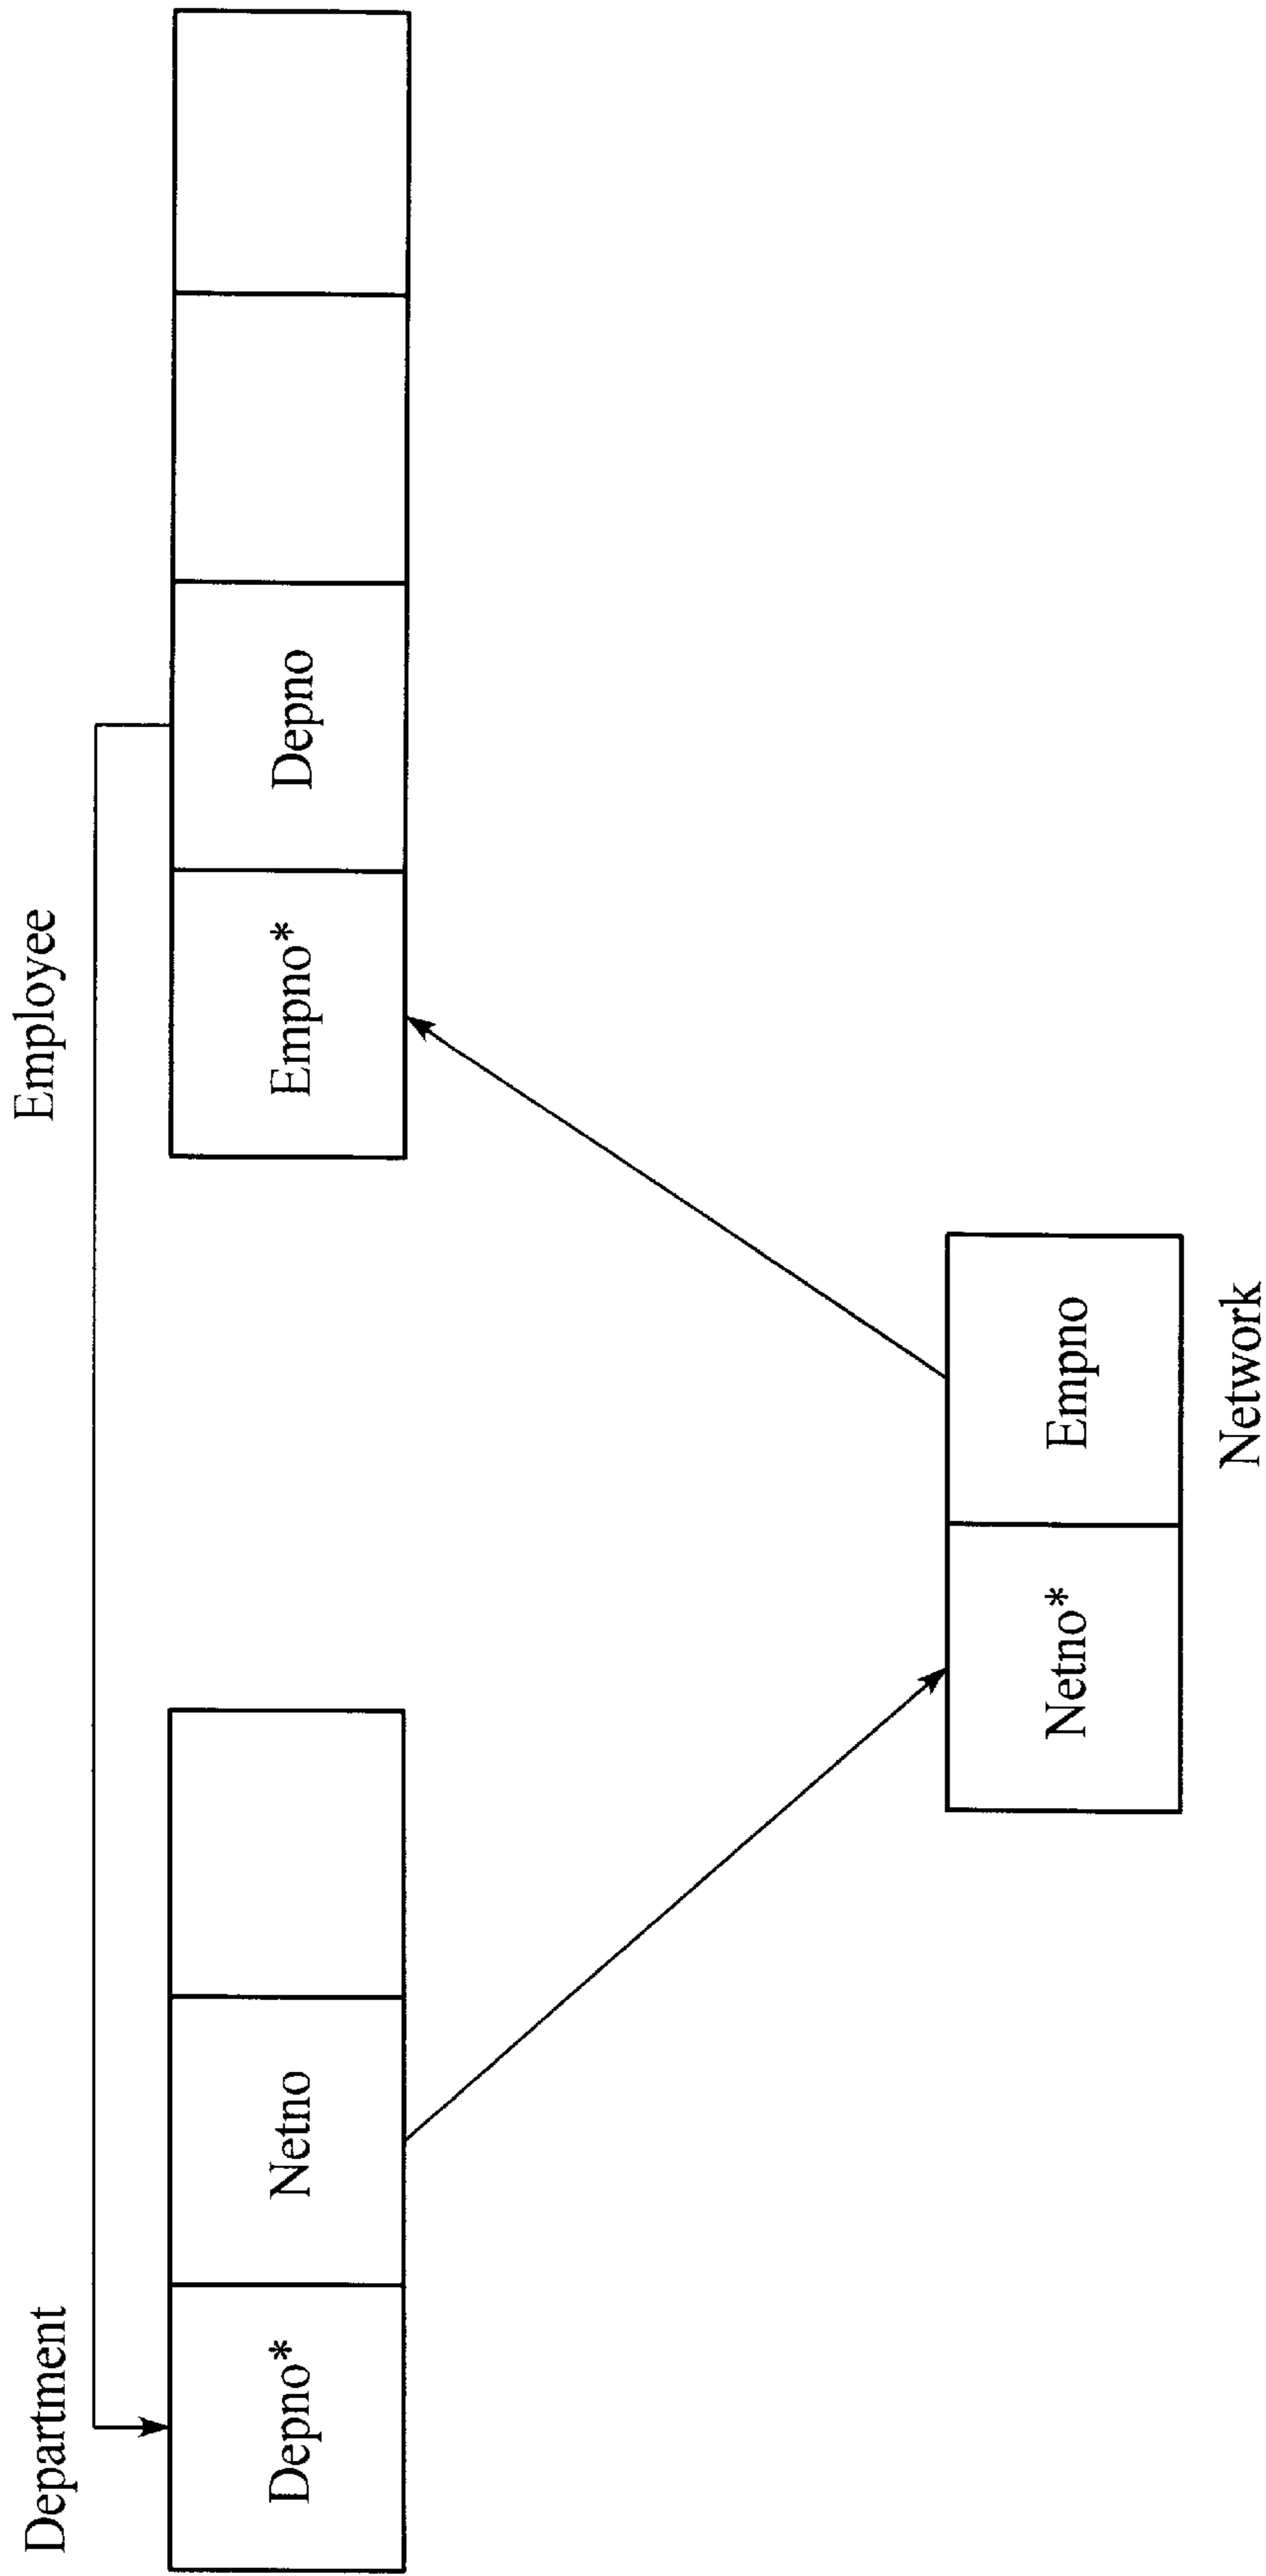 Department
Employee
Depno*
Netno
Empno*
Depno
Netno*
Empno
Network